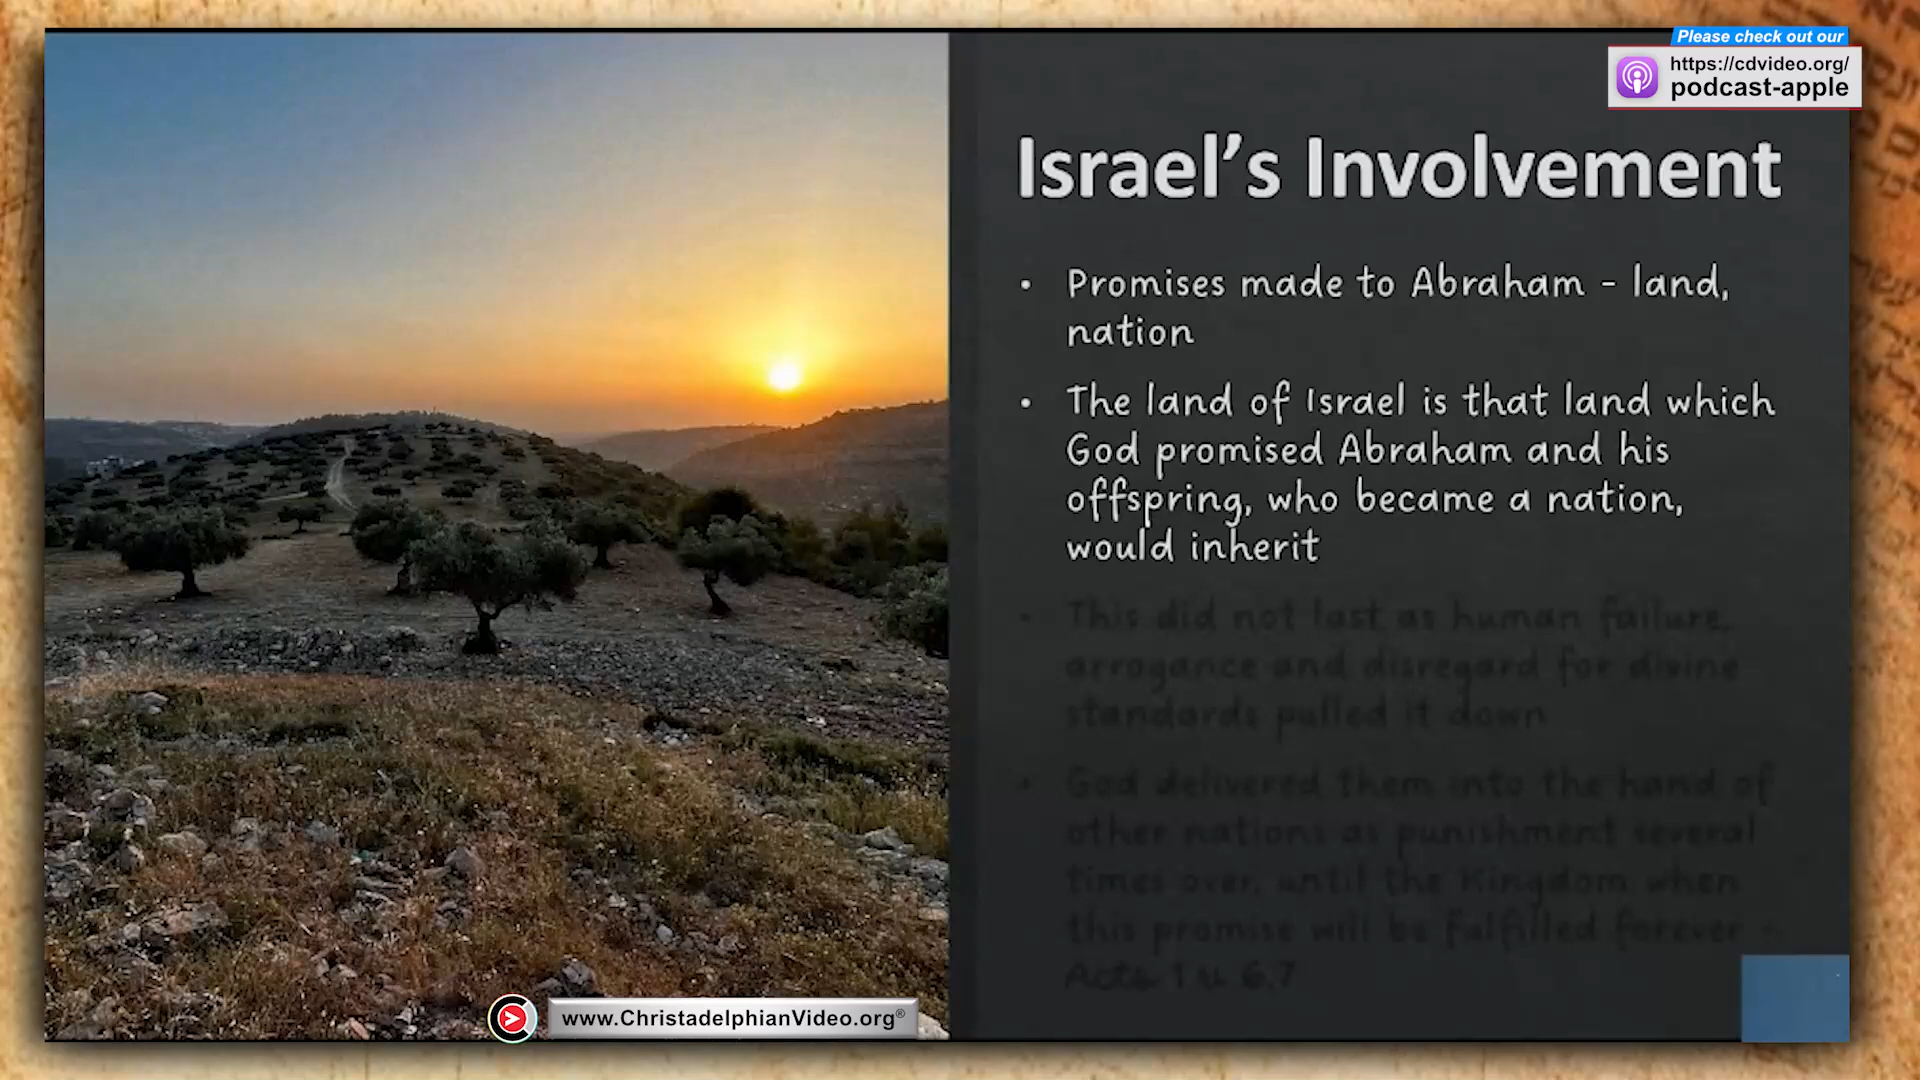 Please check out our
https://cdvideo.org/
podcast-apple
Israel’s Involvement
• Promises made to Abraham - land,
nation
• The land of Israel is that land which
God promised Abraham and his
offspring, who became a nation,
would inherit
• This did not last as human failure,
arrogance and disregard for divine
standards pulled it down
• God delivered them into the hand of
other nations as punishment several
times over, until the Kingdom when
this promise will be fulfilled forever -
Acts 1 v 6,7
www.ChristadelphianVideo.org®